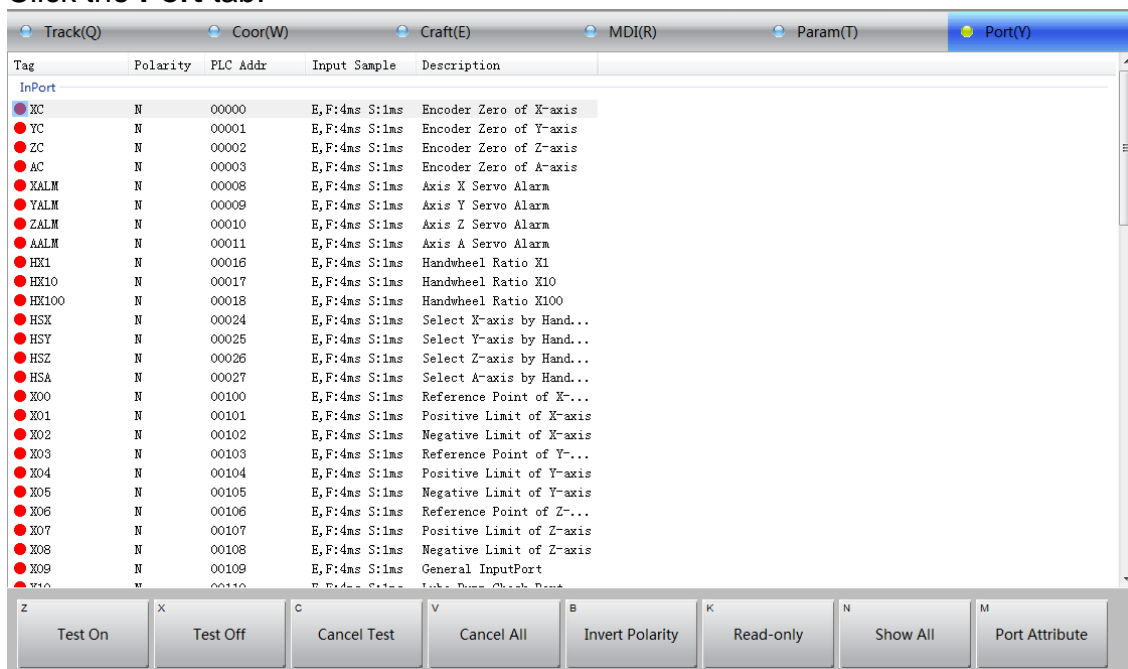 Track(Q) Coor(W) Craft(E) MDI(R) Param(T) Port(Y)
Tag Polarity PLC Addr Input Sample Description
InPort
XC N 00000 E,F:4ms S:1ms Encoder Zero of X-axis
YC N 00001 E,F:4ms S:1ms Encoder Zero of Y-axis
ZC N 00002 E,F:4ms S:1ms Encoder Zero of Z-axis
AC N 00003 E,F:4ms S:1ms Encoder Zero of A-axis
XALM N 00008 E,F:4ms S:1ms Axis X Servo Alarm
YALM N 00009 E,F:4ms S:1ms Axis Y Servo Alarm
ZALM N 00010 E,F:4ms S:1ms Axis Z Servo Alarm
AALM N 00011 E,F:4ms S:1ms Axis A Servo Alarm
HX1 N 00016 E,F:4ms S:1ms Handwheel Ratio X1
HX10 N 00017 E,F:4ms S:1ms Handwheel Ratio X10
HX100 N 00018 E,F:4ms S:1ms Handwheel Ratio X100
HSX N 00024 E,F:4ms S:1ms Select X-axis by Hand...
HSY N 00025 E,F:4ms S:1ms Select Y-axis by Hand...
HSZ N 00026 E,F:4ms S:1ms Select Z-axis by Hand...
HSA N 00027 E,F:4ms S:1ms Select A-axis by Hand...
X00 N 00100 E,F:4ms S:1ms Reference Point of X-...
X01 N 00101 E,F:4ms S:1ms Positive Limit of X-axis
X02 N 00102 E,F:4ms S:1ms Negative Limit of X-axis
X03 N 00103 E,F:4ms S:1ms Reference Point of Y-...
X04 N 00104 E,F:4ms S:1ms Positive Limit of Y-axis
X05 N 00105 E,F:4ms S:1ms Negative Limit of Y-axis
X06 N 00106 E,F:4ms S:1ms Reference Point of Z-...
X07 N 00107 E,F:4ms S:1ms Positive Limit of Z-axis
X08 N 00108 E,F:4ms S:1ms Negative Limit of Z-axis
X09 N 00109 E,F:4ms S:1ms General InputPort
Z X C V B K N M
Test On Test Off Cancel Test Cancel All Invert Polarity Read-only Show All Port Attribute